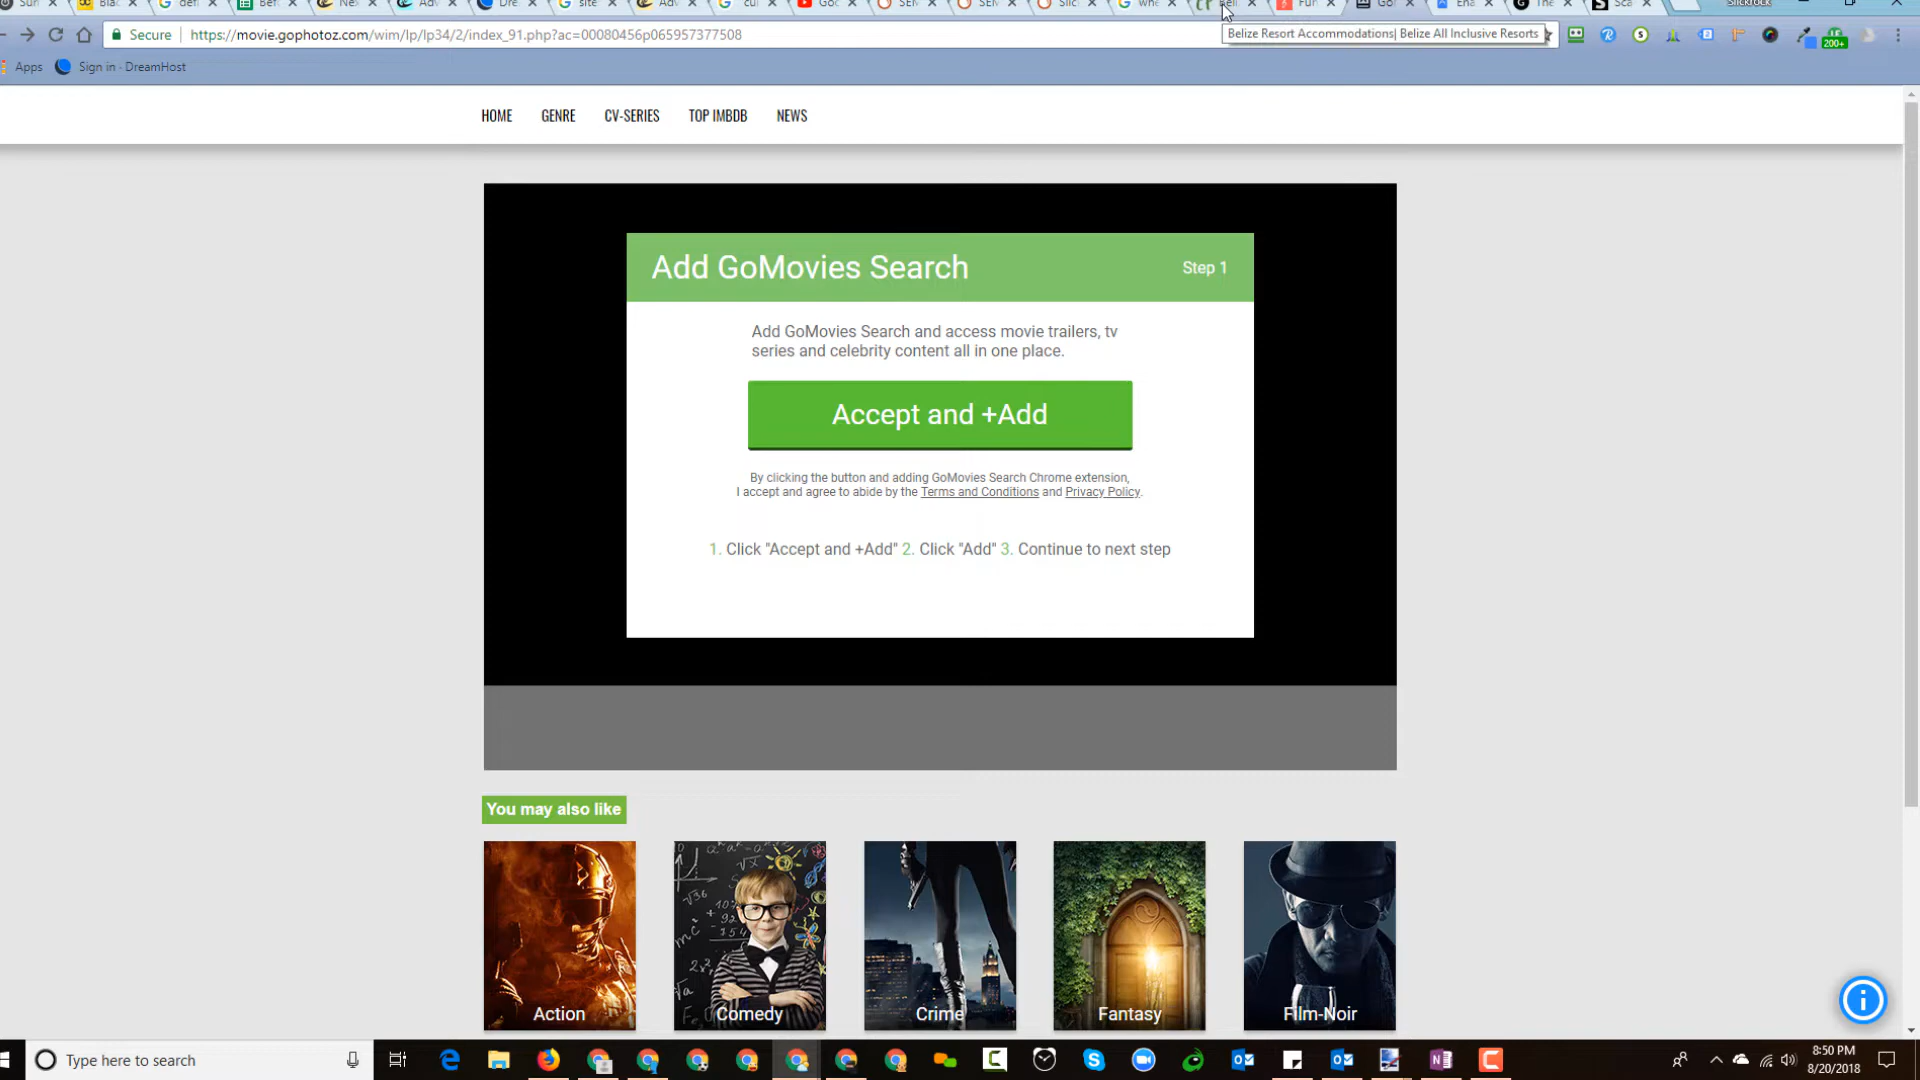 Secure
https://movie.gophotoz.com/wim/lp/lp34/2/index_91.php?ac=00080456p065957377508
Belize Resort Accommodations| Belize All Inclusive Resorts
200+
Apps
Sign in - DreamHost
HOME
GENRE
CV-SERIES
TOP IMBDB
NEWS
Add GoMovies Search
Step 1
Add GoMovies Search and access movie trailers, tv
series and celebrity content all in one place.
Accept and +Add
By clicking the button and adding GoMovies Search Chrome extension,
I accept and agree to abide by the Terms and Conditions and Privacy Policy.
1. Click "Accept and +Add" 2. Click "Add" 3. Continue to next step
You may also like
Action
Comedy
Crime
Fantasy
Film-Noir
Type here to search
8:50 PM
8/20/2018